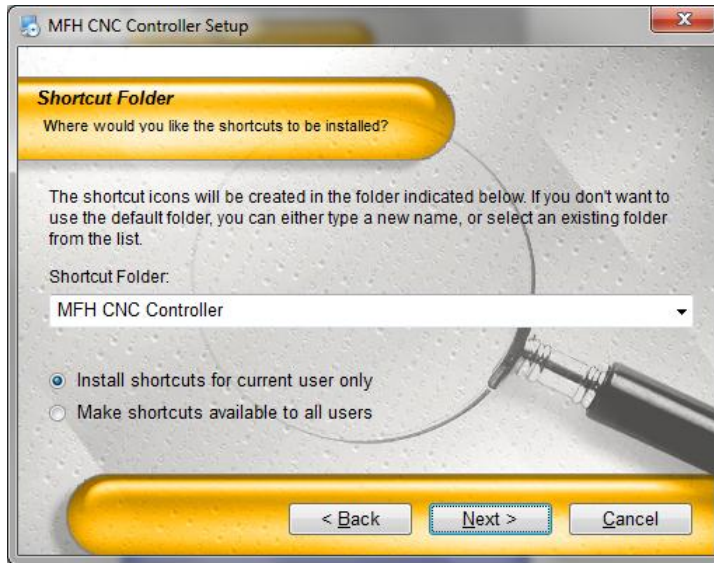 MFH CNC Controller Setup
Shortcut Folder
Where would you like the shortcuts to be installed?
The shortcut icons will be created in the folder indicated below. If you don't want to
use the default folder, you can either type a new name, or select an existing folder
from the list.
Shortcut Folder:
MFH CNC Controller
Install shortcuts for current user only
Make shortcuts available to all users
< Back Next > Cancel